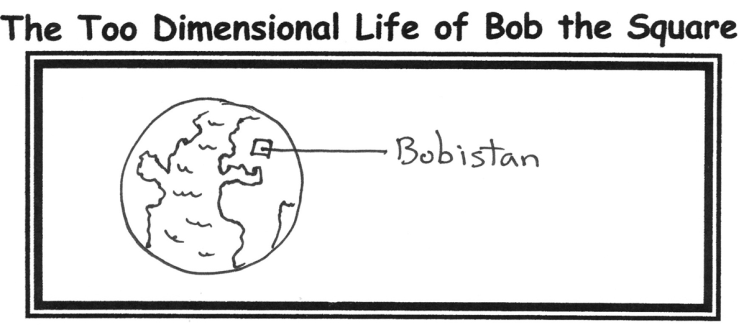 The Too Dimensional Life of Bob the Square
Bobistan